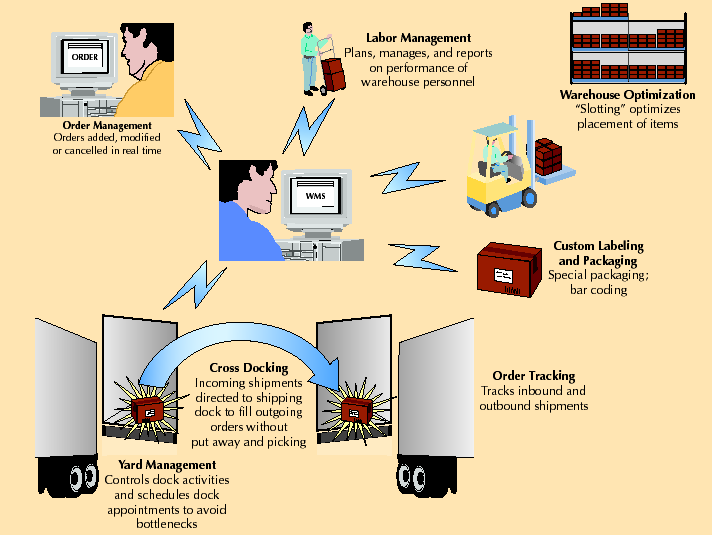 ORDER
Order Management
Orders added, modified
or cancelled in real time
Labor Management
Plans, manages, and reports
on performance of
warehouse personnel
Warehouse Optimization
“Slotting” optimizes
placement of items
WMS
Custom Labeling
and Packaging
Special packaging;
bar coding
Cross Docking
Incoming shipments
directed to shipping
dock to fill outgoing
orders without
put away and picking
Order Tracking
Tracks inbound and
outbound shipments
Yard Management
Controls dock activities
and schedules dock
appointments to avoid
bottlenecks